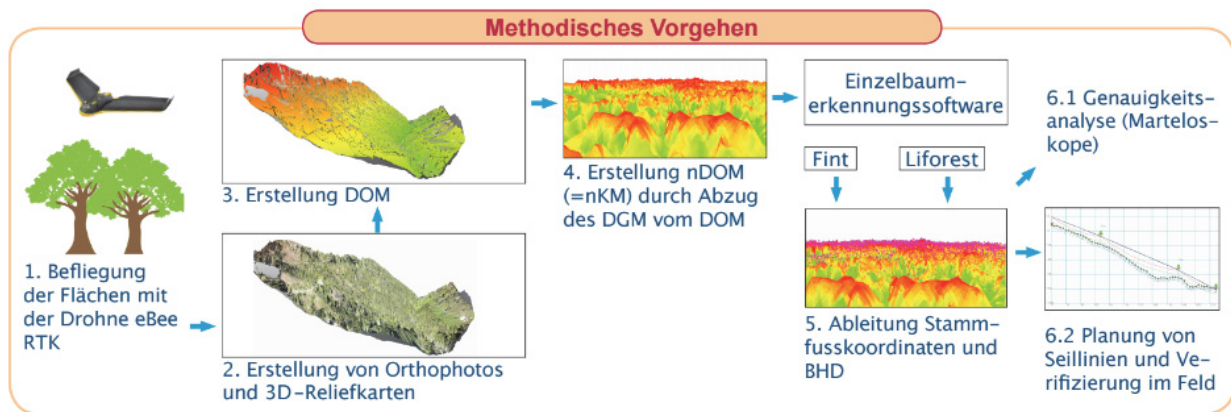 Methodisches Vorgehen
1. Befliegung
der Flächen mit
der Drohne eBee
RTK
2. Erstellung von Orthophotos
und 3D-Reliefkarten
3. Erstellung DOM
4. Erstellung nDOM
(=nKM) durch Abzug
des DGM vom DOM
Einzelbaum-
erkennungssoftware
Fint
Liforest
5. Ableitung Stamm-
fusskoordinaten und
BHD
6.1 Genauigkeits-
analyse (Martelos-
kope)
6.2 Planung von
Seillinien und Ve-
rifizierung im Feld